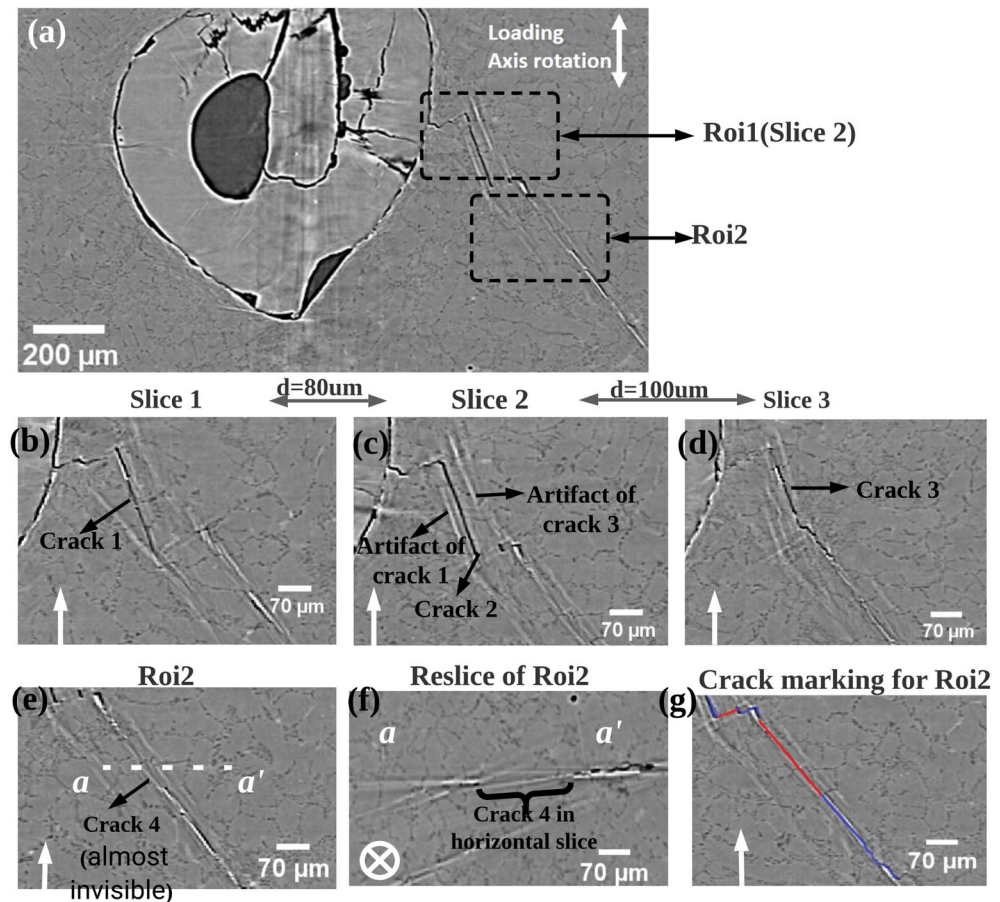 (a)
Loading
Axis rotation
Roi1(Slice 2)
Roi2
200 μm
Slice 1
d=80um
Slice 2
d=100um
Slice 3
(b)
Crack 1
70 μm
(c)
Artifact of
crack 3
Artifact of
crack 1
Crack 2
70 μm
(d)
Crack 3
70 μm
Roi2
(e)
a
a'
Crack 4
(almost
invisible)
70 μm
Reslice of Roi2
(f)
a
a'
Crack 4 in
horizontal slice
70 μm
Crack marking for Roi2
(g)
70 μm